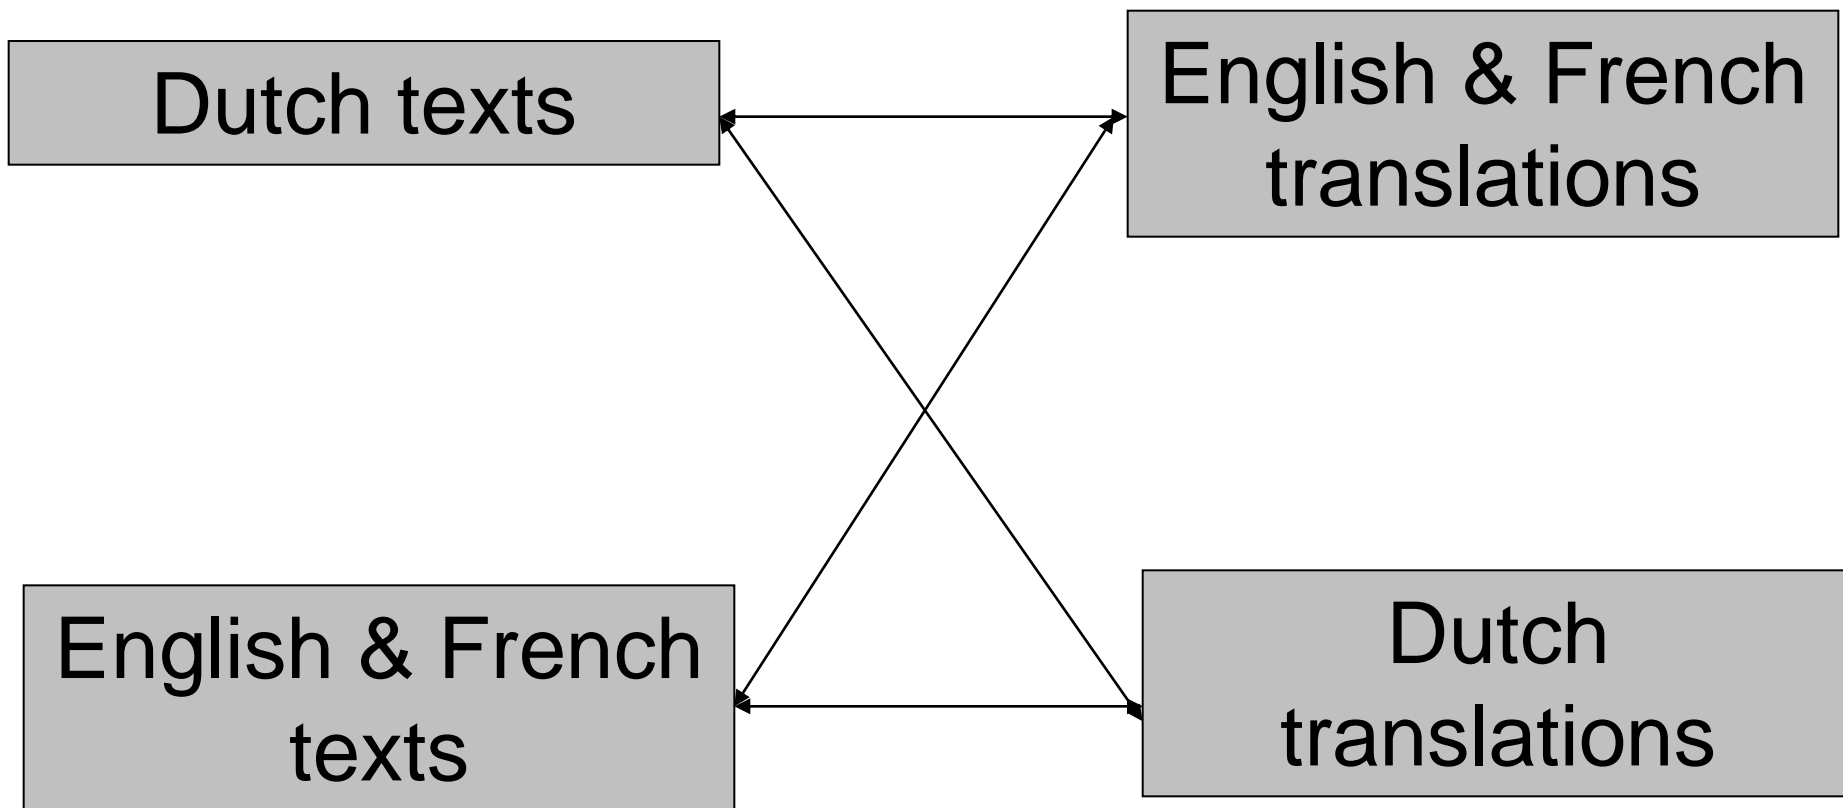 Dutch texts
English & French
translations
English & French
texts
Dutch
translations